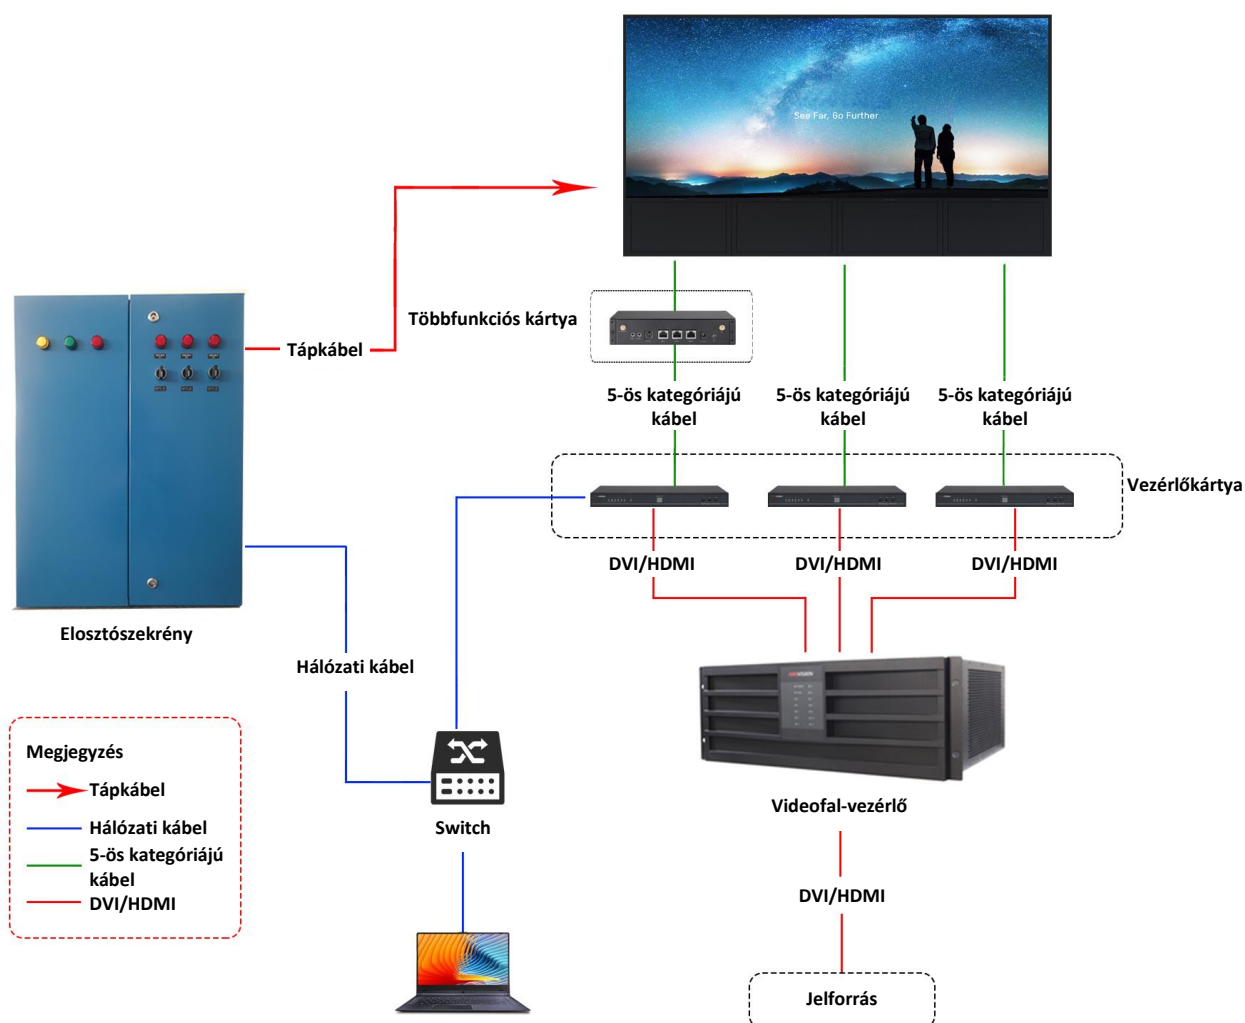 See Far, Go Further
Többfunkciós kártya
Tápkábel
5-ös kategóriájú
kábel
5-ös kategóriájú
kábel
5-ös kategóriájú
kábel
Vezérlőkártya
DVI/HDMI
DVI/HDMI
DVI/HDMI
Elosztószekrény
Hálózati kábel
HIKVISION
Megjegyzés
Tápkábel
Hálózati kábel
5-ös kategóriájú
kábel
DVI/HDMI
Switch
Videofal-vezérlő
DVI/HDMI
Jelforrás